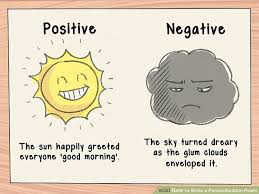 Positive
Negative
The sun happily greeted
everyone 'good morning'.
The sky turned dreary
as the glum clouds
enveloped it.
wikiHow to Write a Personification Poem